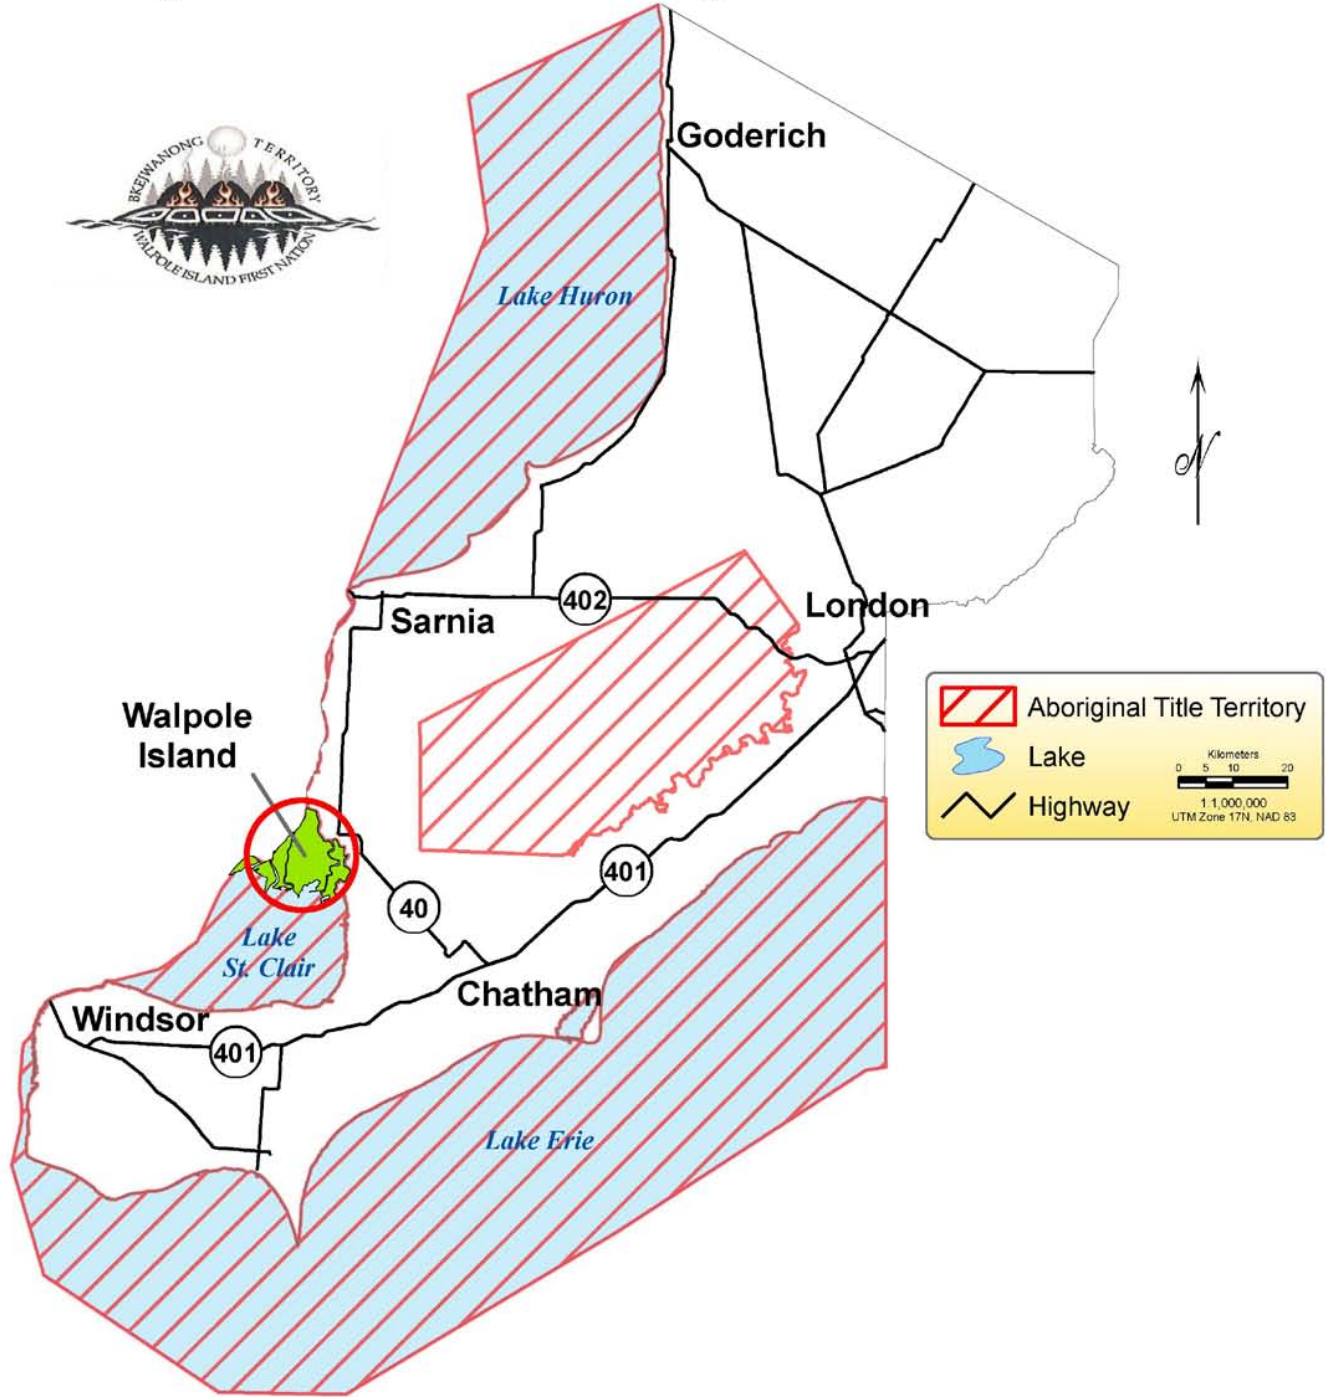 BKEJWANONG TERRITORY
WALPOLE ISLAND FIRST NATION
Goderich
Lake Huron
N
402
London
Sarnia
Walpole
Island
Aboriginal Title Territory
Lake
Highway
Kilometers
0 5 10 20
1:1,000,000
UTM Zone 17N, NAD 83
401
40
Lake
St. Clair
Chatham
Windsor
401
Lake Erie